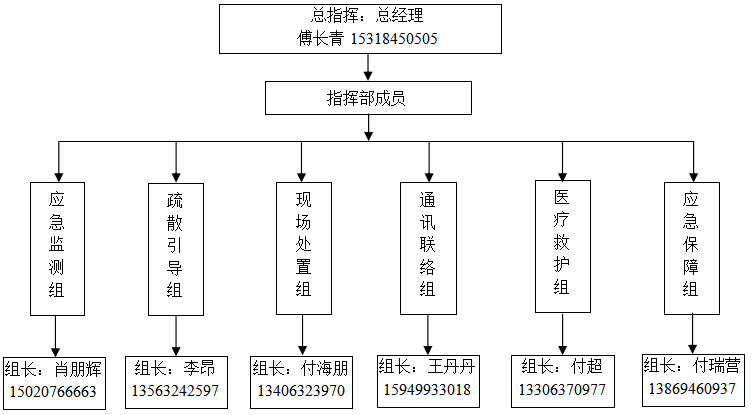 总指挥：总经理
傅长青 15318450505
指挥部成员
应急监测组
疏散引导组
现场处置组
通讯联络组
医疗救护组
应急保障组
组长：肖朋辉
15020766663
组长：李昂
13563242597
组长：付海朋
13406323970
组长：王丹丹
15949933018
组长：付超
13306370977
组长：付瑞营
13869460937